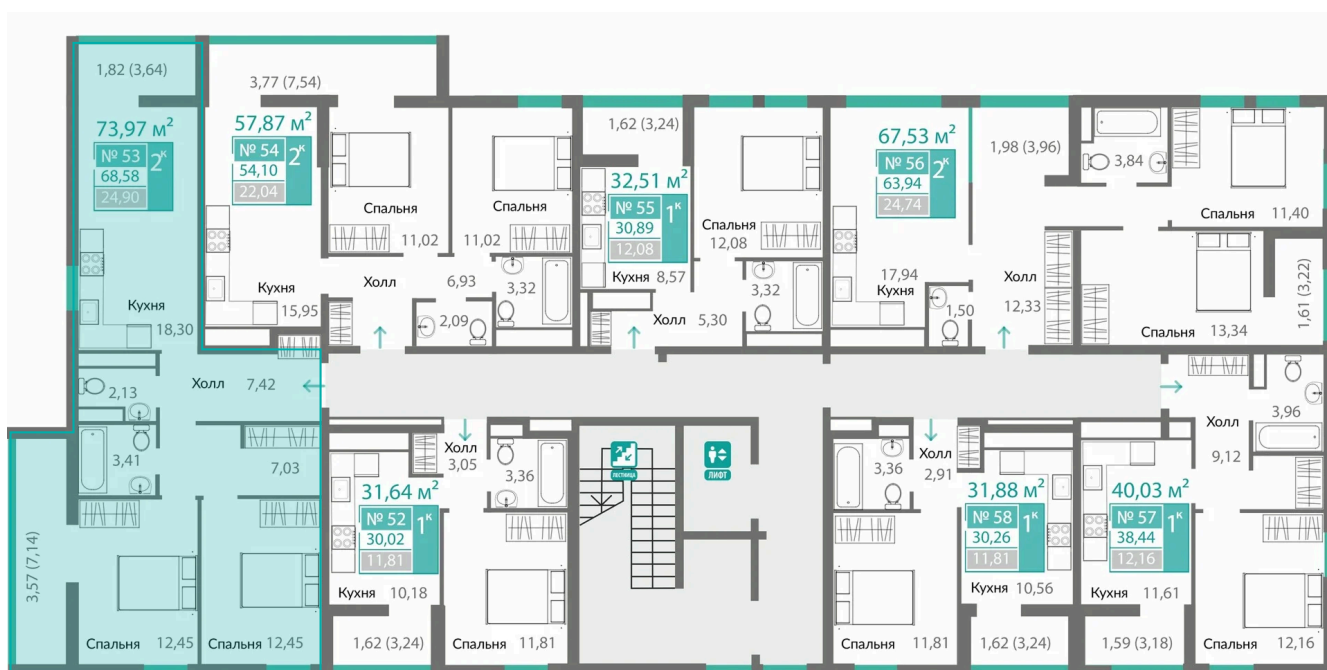 1,82 (3,64)
73,97 м²
№ 53
68,58
24,90
2к
Кухня
18,30
2,13
Холл 7,42
3,41
7,03
3,57 (7,14)
Спальня 12,45
Спальня 12,45
3,77 (7,54)
57,87 м²
№ 54
54,10
22,04
2к
Кухня
15,95
Спальня
11,02
Спальня
11,02
Холл
6,93
2,09
3,32
1,62 (3,24)
32,51 м²
№ 55
30,89
12,08
1к
Кухня 8,57
Спальня
12,08
3,32
Холл 5,30
67,53 м²
№ 56
63,94
24,74
2к
17,94
Кухня
1,50
1,98 (3,96)
Холл
12,33
3,84
Спальня 11,40
Спальня 13,34
1,61 (3,22)
Холл
3,05
3,36
31,64 м²
№ 52
30,02
11,81
1к
Кухня
10,18
1,62 (3,24)
Спальня 11,81
ЛЕСТНИЦА
ЛИФТ
3,36
Холл
2,91
31,88 м²
№ 58
30,26
11,81
1к
Кухня 10,56
Спальня 11,81
1,62 (3,24)
40,03 м²
№ 57
38,44
12,16
1к
Кухня
11,61
1,59 (3,18)
Холл
9,12
3,96
Спальня
12,16